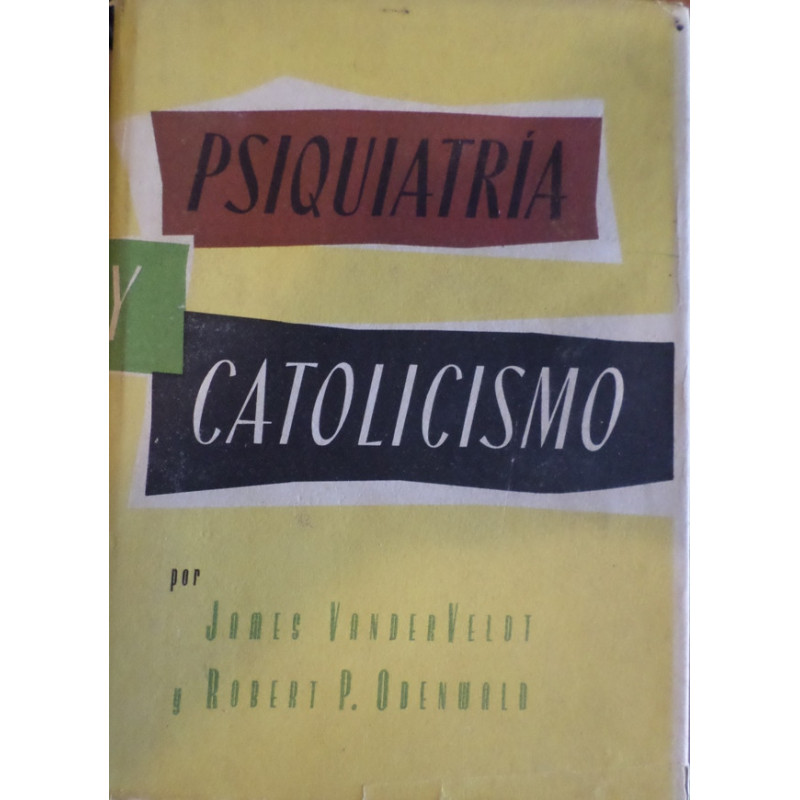 PSIQUIATRÍA
Y
CATOLICISMO
por
JAMES VANDERVELDT
y ROBERT P. ODENWALD